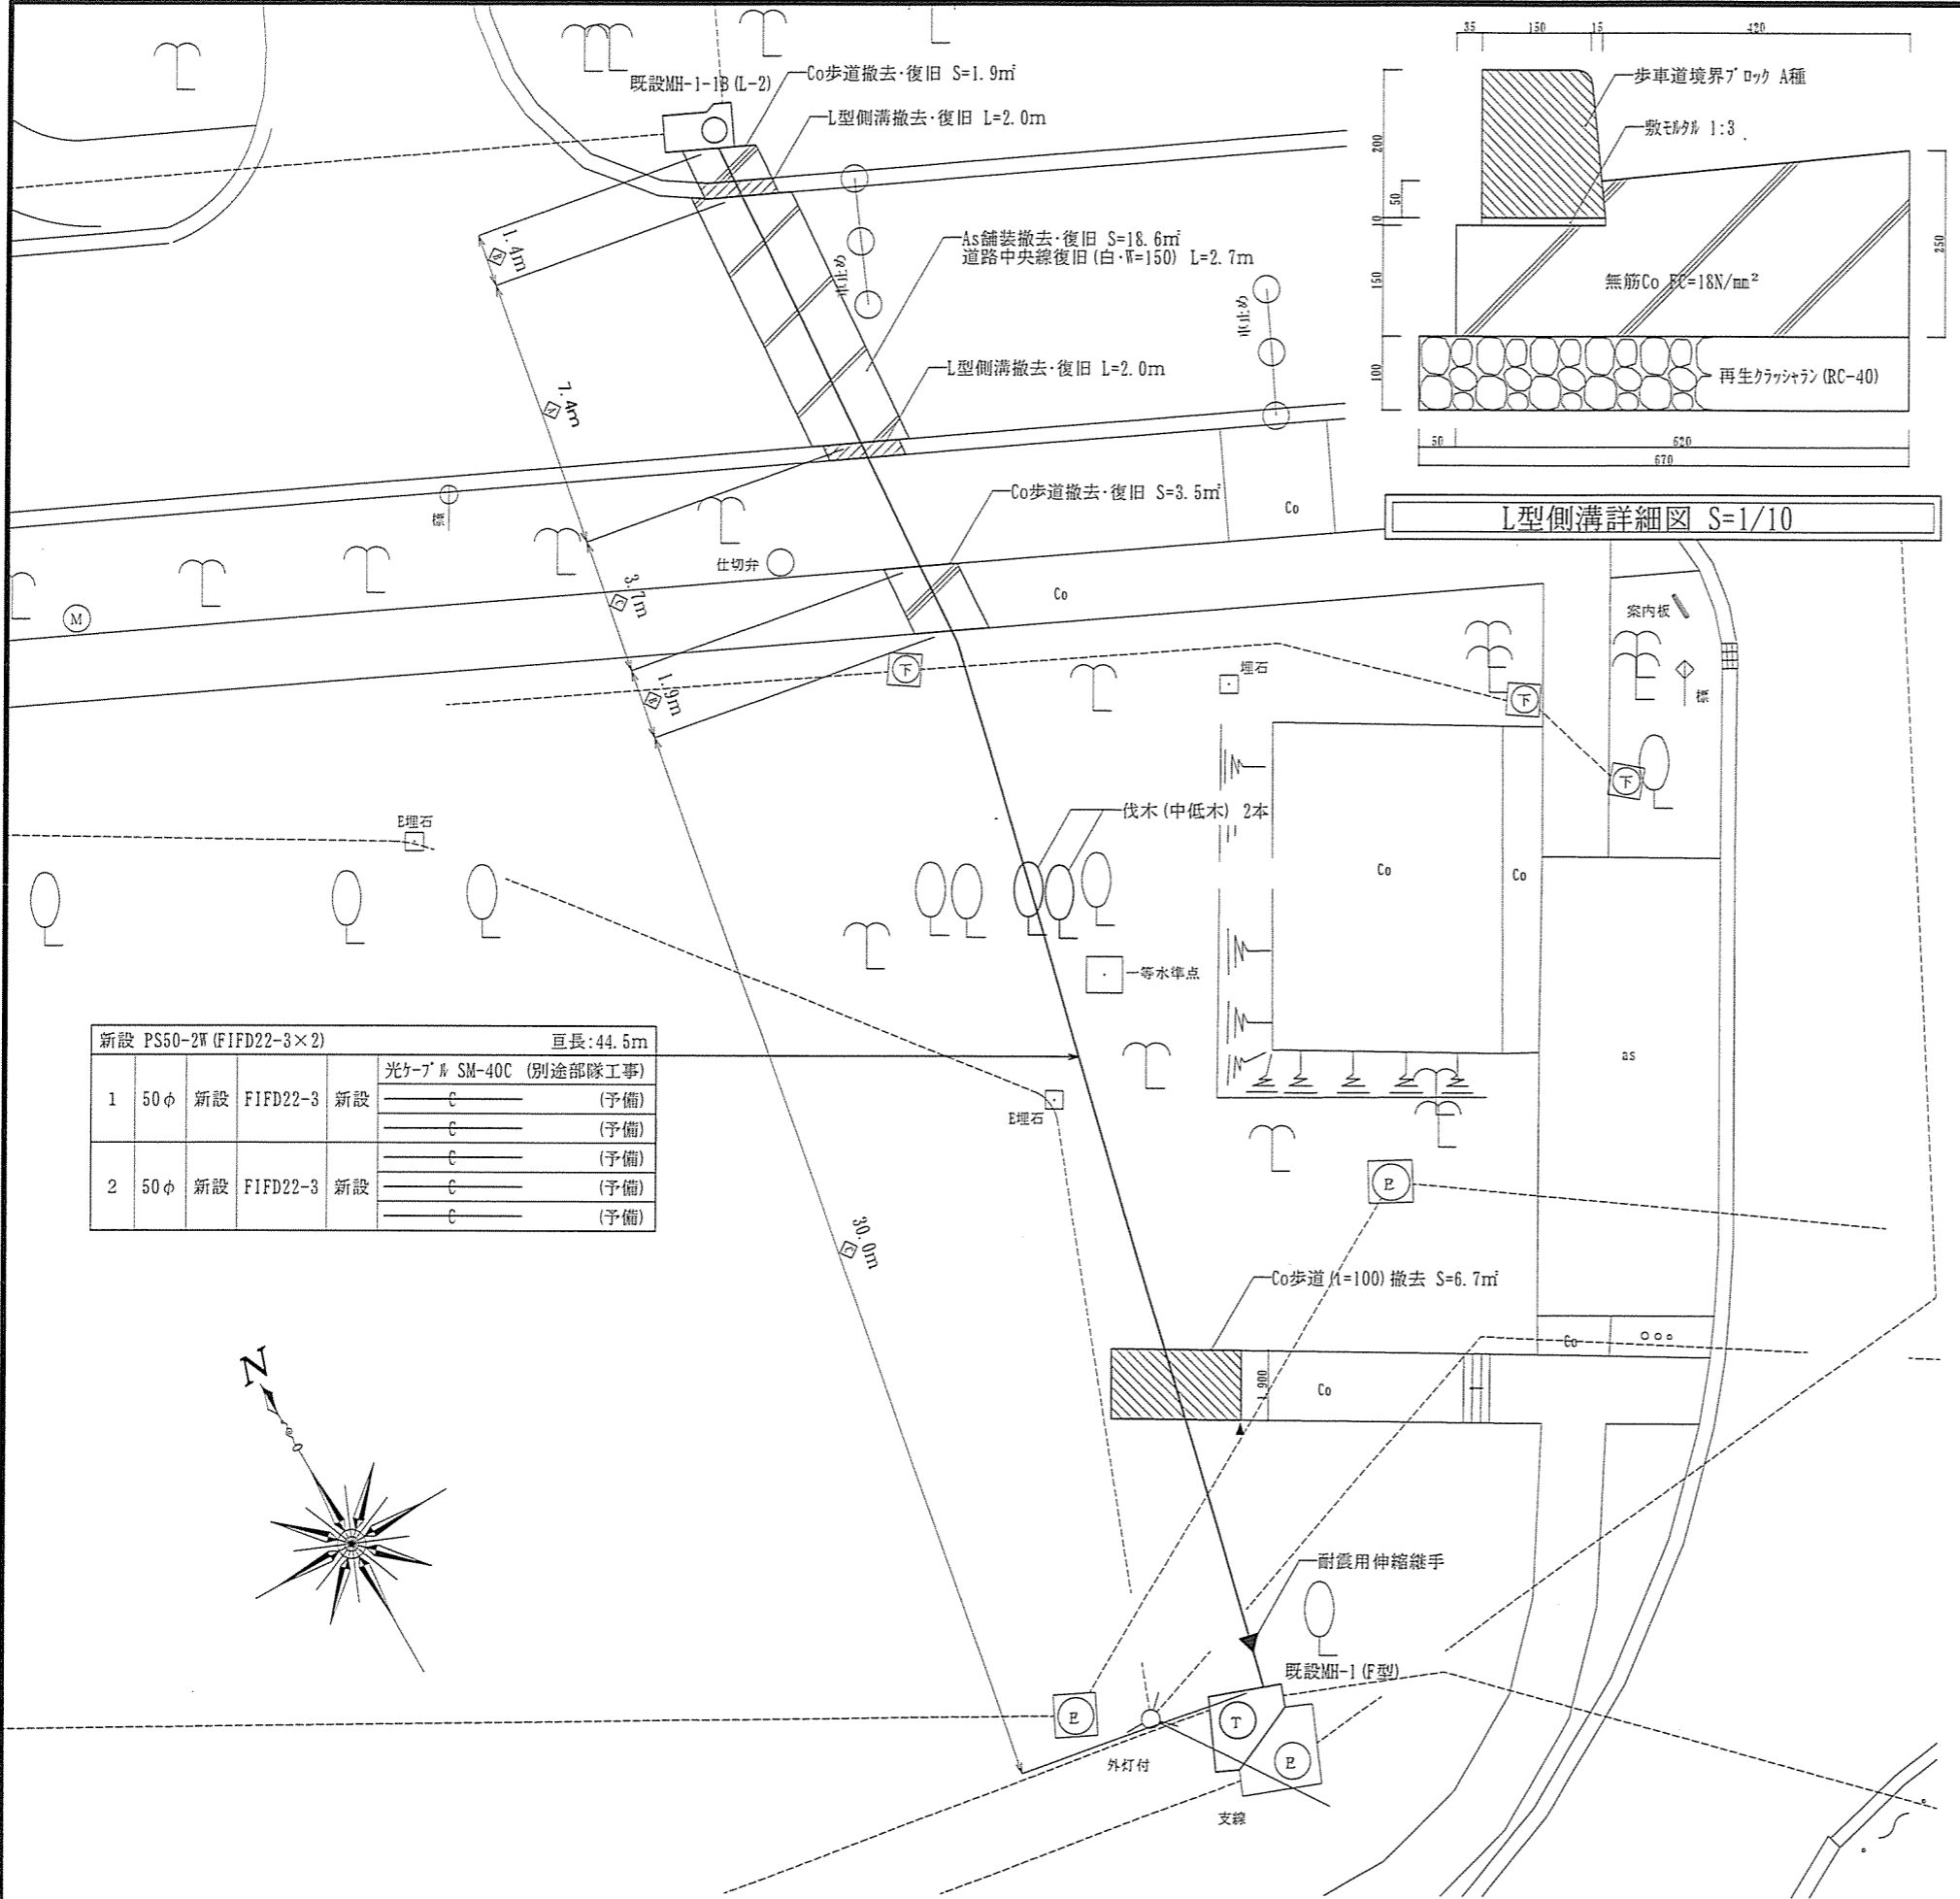 既設MH-1-1B(L-2)
Co歩道撤去・復旧 S=1.9㎡
L型側溝撤去・復旧 L=2.0m
As舗装撤去・復旧 S=18.6㎡
道路中央線復旧(白・W=150) L=2.7m
L型側溝撤去・復旧 L=2.0m
Co歩道撤去・復旧 S=3.5㎡
1.4m
7.4m
3.7m
1.9m
30.0m
35 150 15 420
200
50
10
150
100
250
歩車道境界ブロック A種
敷モルタル 1:3
無筋Co FC=18N/mm²
再生クラッシャラン(RC-40)
50 620
670
L型側溝詳細図 S=1/10
標
仕切弁
M
Co
Co
案内板
標
下
埋石
下
下
E埋石
伐木(中低木) 2本
Co
Co
一等水準点
as
E埋石
新設 PS50-2W(FIFD22-3×2) 亘長:44.5m
1 50φ 新設 FIFD22-3 新設 光ケーブル SM-40C (別途部隊工事)
C (予備)
C (予備)
2 50φ 新設 FIFD22-3 新設 C (予備)
C (予備)
C (予備)
E
Co歩道(t=100)撤去 S=6.7㎡
Co
900
Co
N
耐震用伸縮継手
既設MH-1(F型)
E
T
E
外灯付
支線